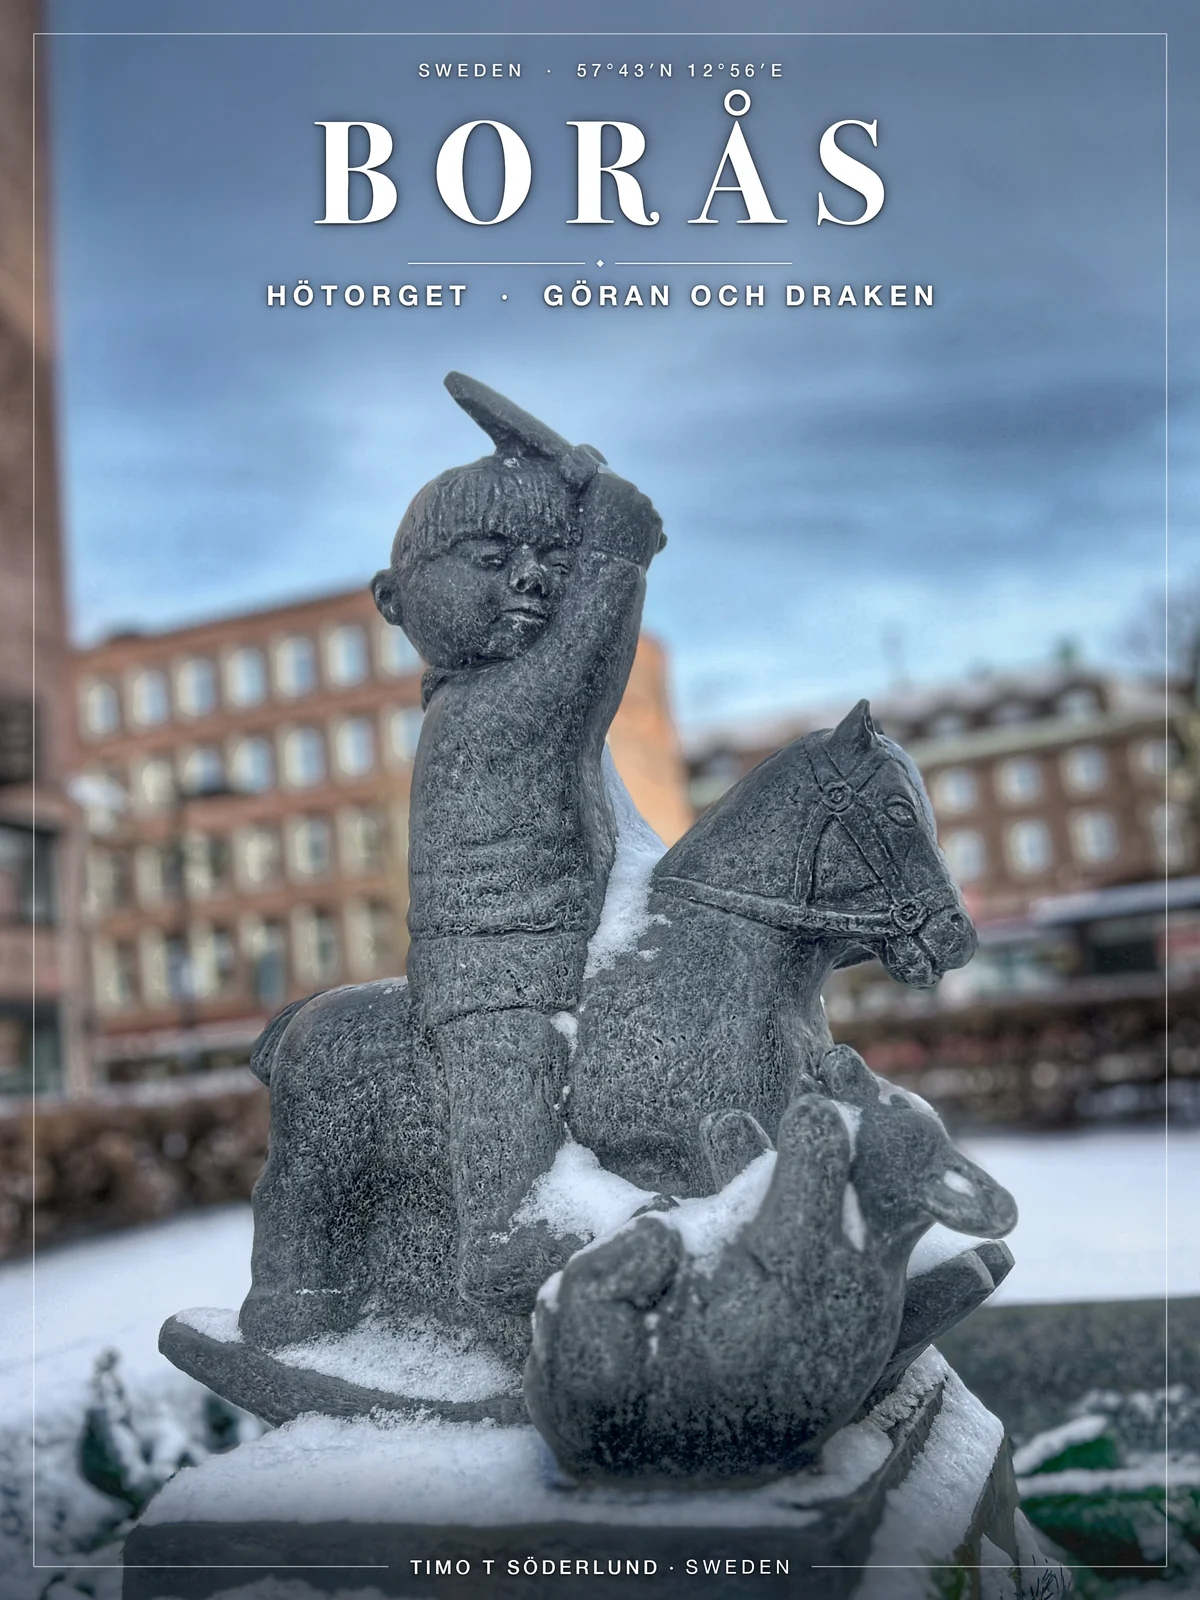 SWEDEN · 57°43′N 12°56′E
BORÅS
HÖTORGET · GÖRAN OCH DRAKEN
TIMO T SÖDERLUND · SWEDEN